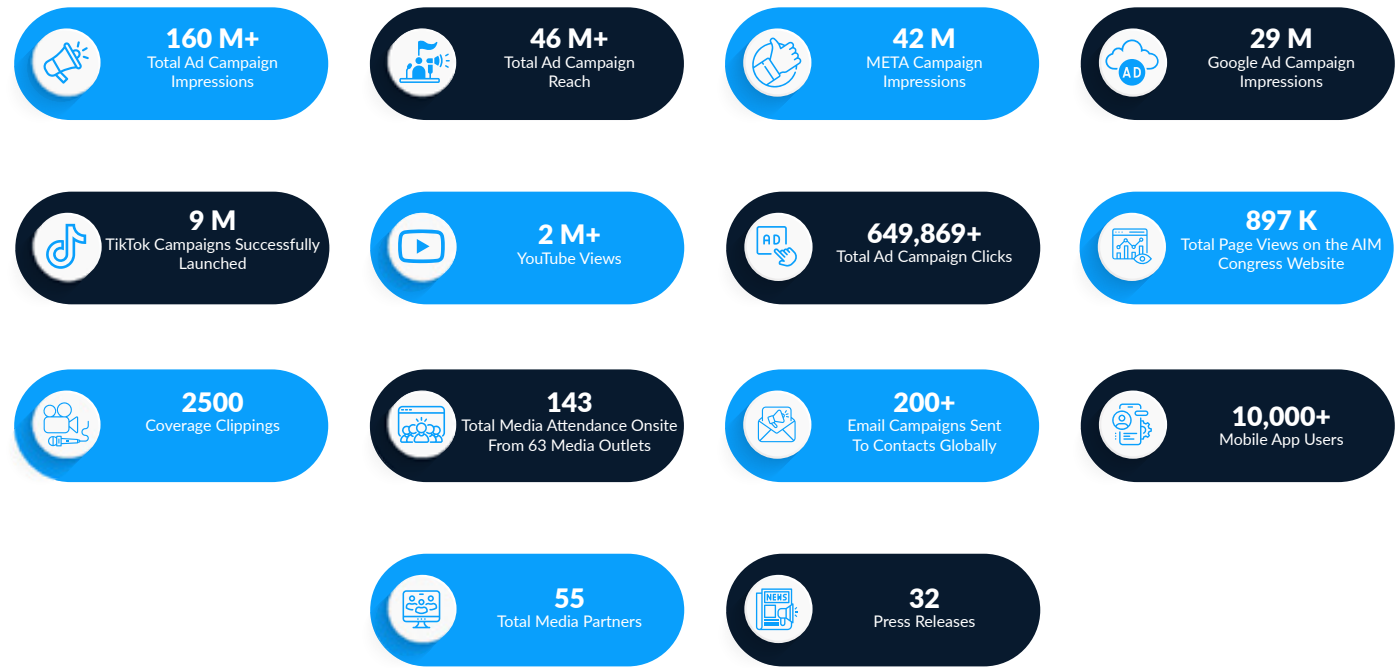 160 M+
Total Ad Campaign
Impressions
46 M+
Total Ad Campaign
Reach
42 M
META Campaign
Impressions
AD
29 M
Google Ad Campaign
Impressions
9 M
TikTok Campaigns Successfully
Launched
2 M+
YouTube Views
AD
649,869+
Total Ad Campaign Clicks
897 K
Total Page Views on the AIM
Congress Website
2500
Coverage Clippings
143
Total Media Attendance Onsite
From 63 Media Outlets
200+
Email Campaigns Sent
To Contacts Globally
10,000+
Mobile App Users
55
Total Media Partners
NEWS
32
Press Releases